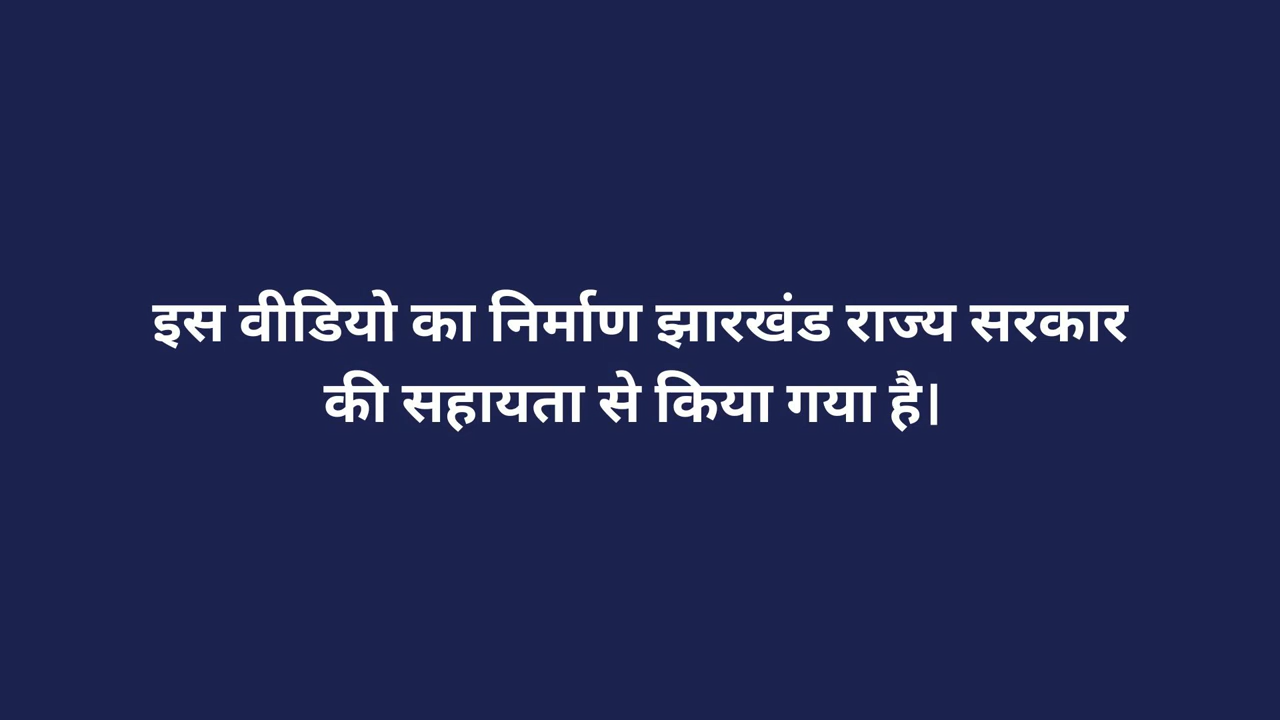 इस वीडियो का निर्माण झारखंड राज्य सरकार
की सहायता से किया गया है।